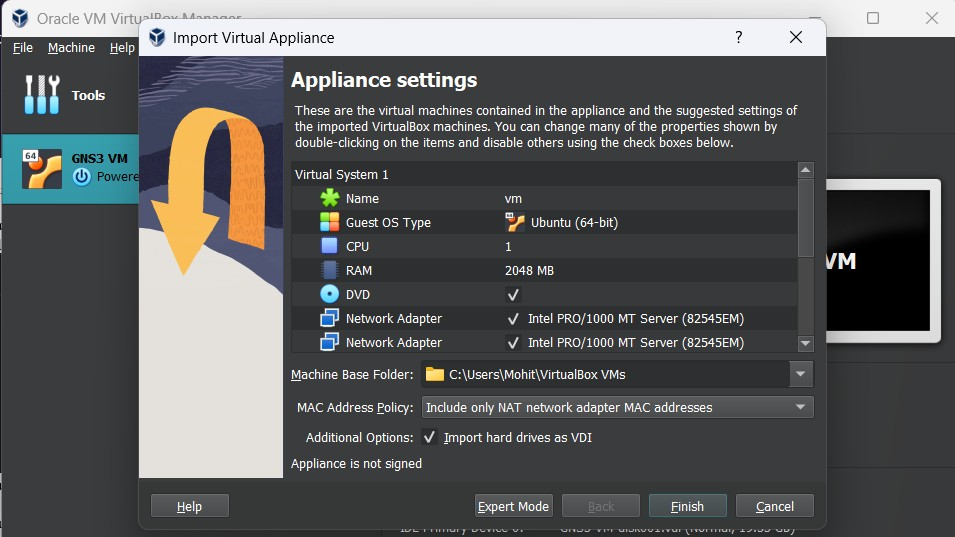 Oracle VM VirtualBox Manager
Import Virtual Appliance
?
File Machine Help
Tools
64
GNS3 VM
Powere
Appliance settings
These are the virtual machines contained in the appliance and the suggested settings of
the imported VirtualBox machines. You can change many of the properties shown by
double-clicking on the items and disable others using the check boxes below.
Virtual System 1
Name vm
Guest OS Type 64 Ubuntu (64-bit)
CPU 1
RAM 2048 MB
DVD
Network Adapter Intel PRO/1000 MT Server (82545EM)
Network Adapter Intel PRO/1000 MT Server (82545EM)
VM
Machine Base Folder: C:\Users\Mohit\VirtualBox VMs
MAC Address Policy: Include only NAT network adapter MAC addresses
Additional Options: Import hard drives as VDI
Appliance is not signed
Help Expert Mode Back Finish Cancel